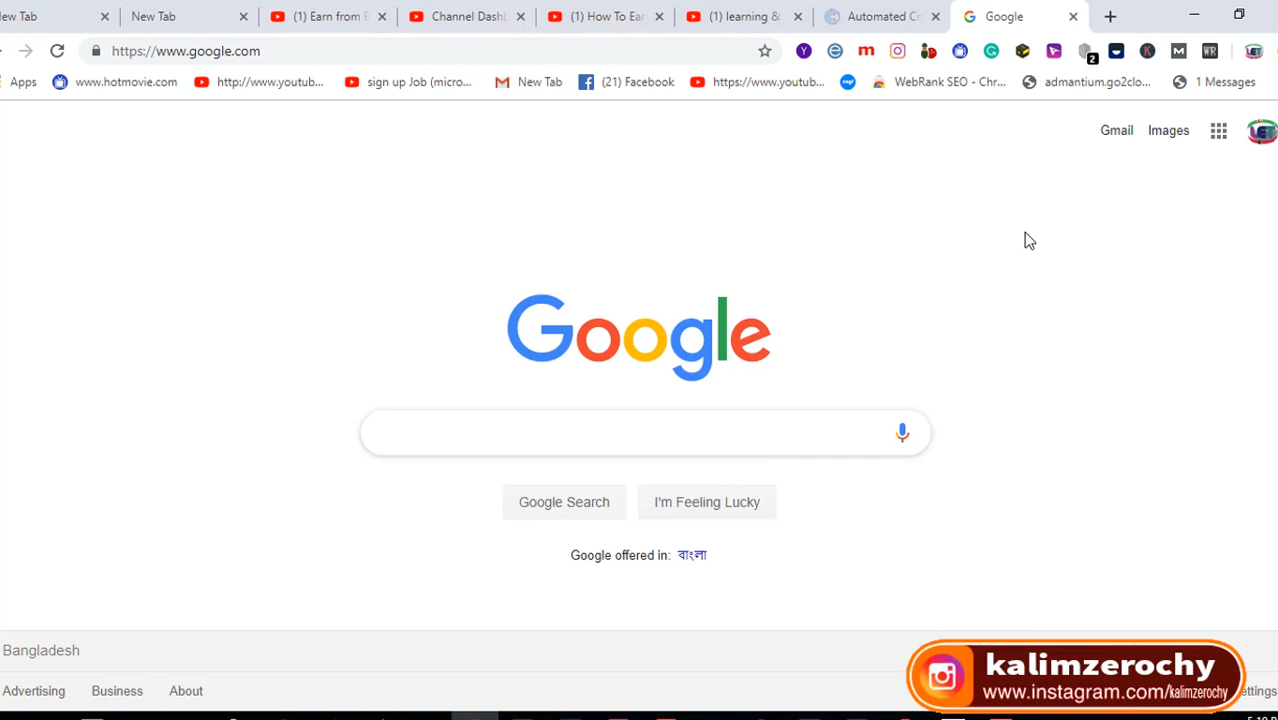 ew Tab
New Tab
(1) Earn from
Channel Dash
(1) How To Ear
(1) learning &
Automated Cr
Google
https://www.google.com
2
Apps
www.hotmovie.com
http://www.youtub...
sign up Job (micro...
New Tab
(21) Facebook
https://www.youtub...
WebRank SEO - Chr...
admantium.go2clo...
1 Messages
Gmail
Images
Google
Google Search
I'm Feeling Lucky
Google offered in: বাংলা
Bangladesh
Advertising
Business
About
ettings
kalimzerochy
www.instagram.com/kalimzerochy